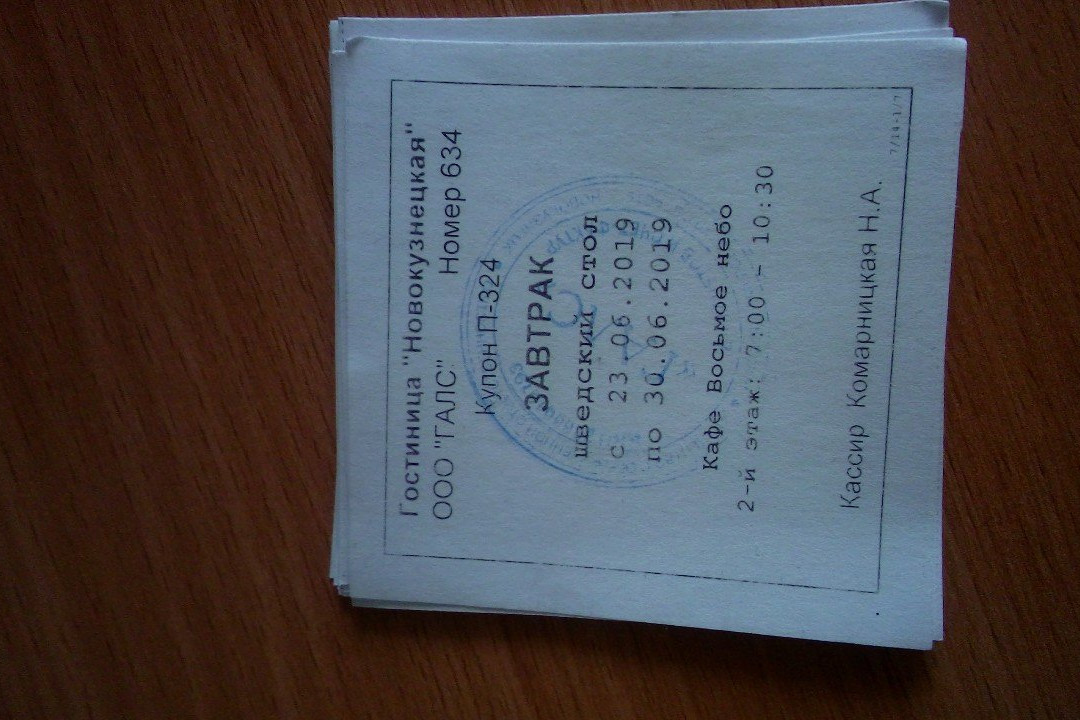 Гостиница "Новокузнецкая"
ООО "ГАЛС" Номер 634
Купон П-324
ЗАВТРАК
шведский стол
с 23.06.2019
по 30.06.2019
Кафе Восьмое небо
2-й этаж: 7:00 - 10:30
Кассир Комарницкая Н.А.